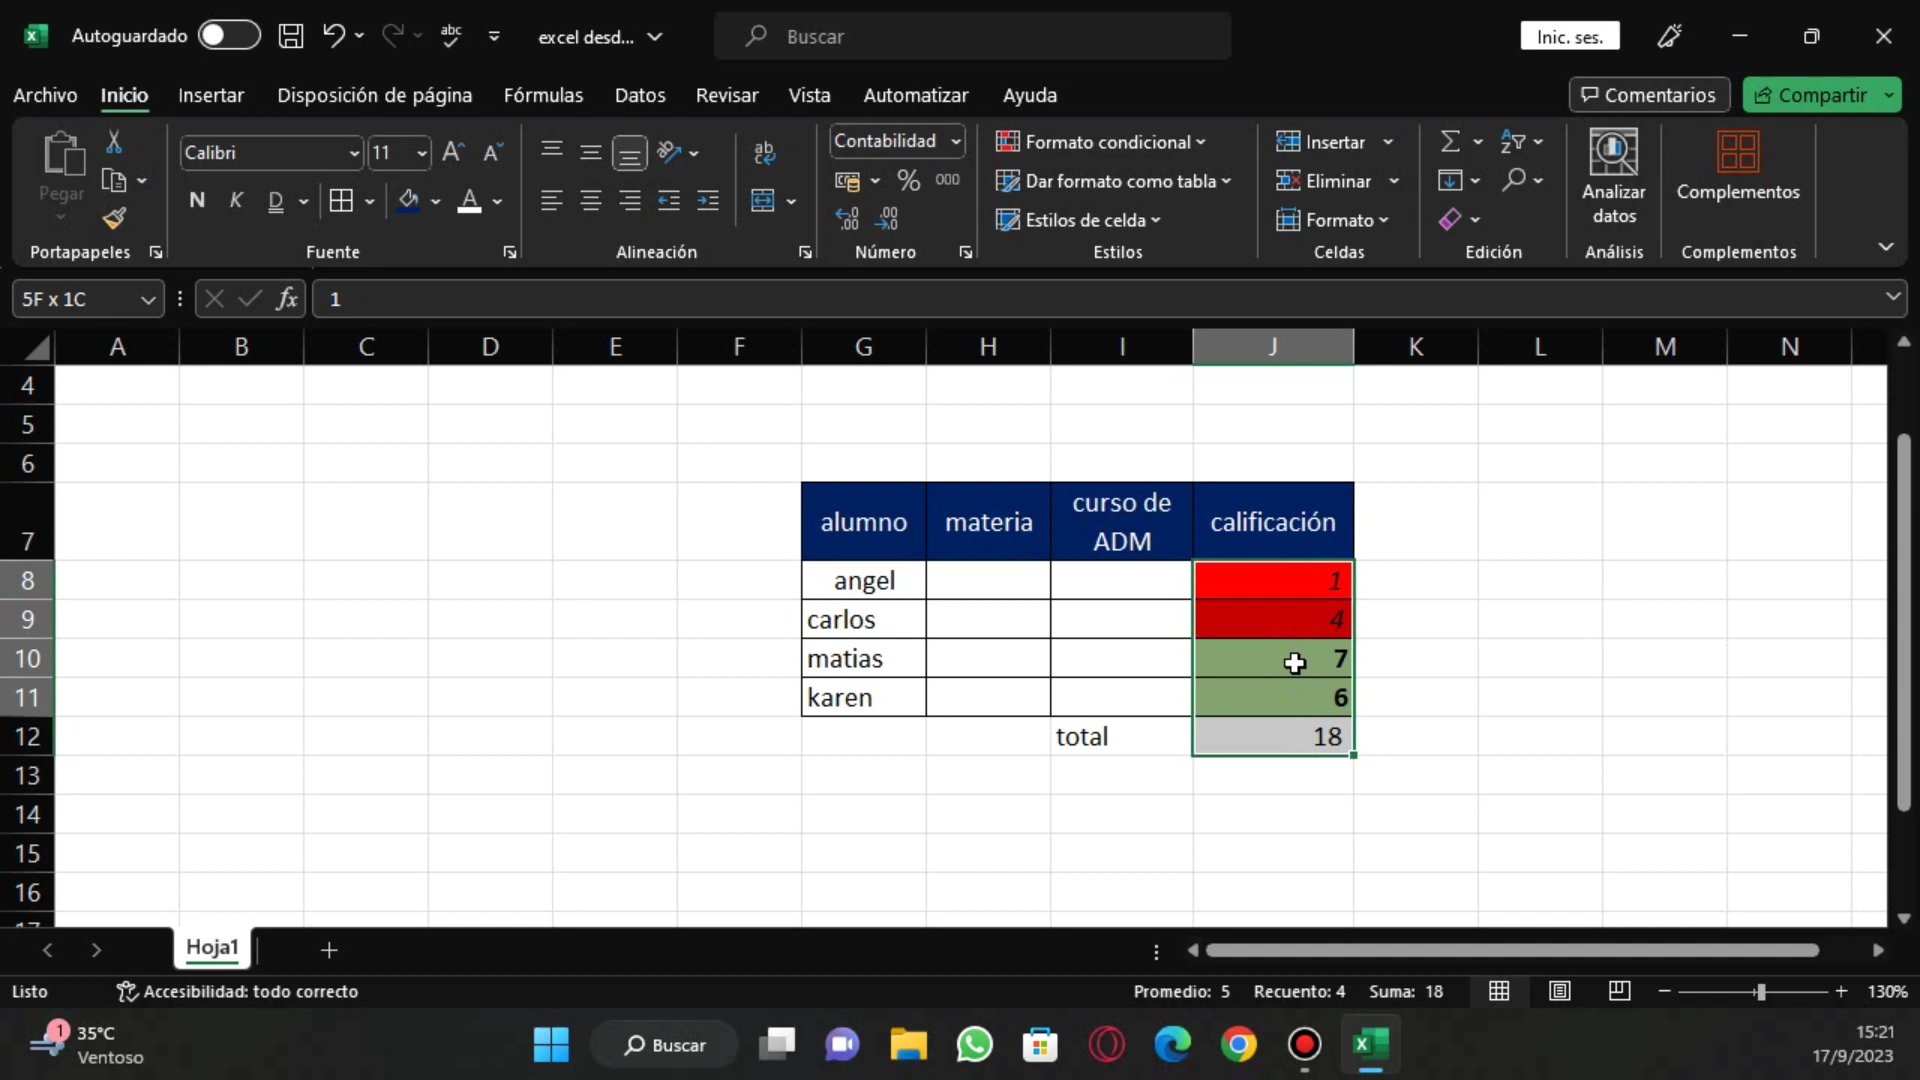 Autoguardado
abc
excel desd...
Buscar
Inic. ses.
Archivo
Inicio
Insertar
Disposición de página
Fórmulas
Datos
Revisar
Vista
Automatizar
Ayuda
Comentarios
Compartir
Pegar
Portapapeles
Calibri
11
N K D
Fuente
ab
Alineación
Contabilidad
% 000
Número
Formato condicional
Dar formato como tabla
Estilos de celda
Estilos
Insertar
Eliminar
Formato
Celdas
Edición
Analizar
datos
Análisis
Complementos
Complementos
5F x 1C
fx
1
A B C D E F G H I J K L M N
4
5
6
7 alumno materia curso de ADM calificación
8 angel 1
9 carlos 4
10 matias 7
11 karen 6
12 total 18
13
14
15
16
17
Hoja1
Listo
Accesibilidad: todo correcto
Promedio: 5
Recuento: 4
Suma: 18
130%
1
35°C
Ventoso
Buscar
15:21
17/9/2023